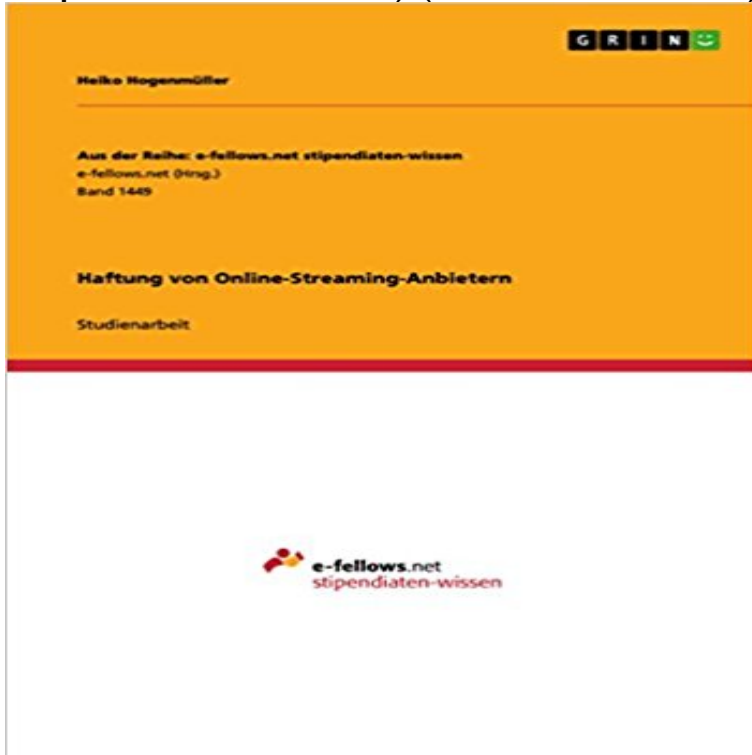 GRIN
Heiko Hogenmüller
Aus der Reihe: e-fellows.net stipendiaten-wissen
e-fellows.net (Hrsg.)
Band 1449
Haftung von Online-Streaming-Anbietern
Studienarbeit
e-fellows.net
stipendiaten-wissen